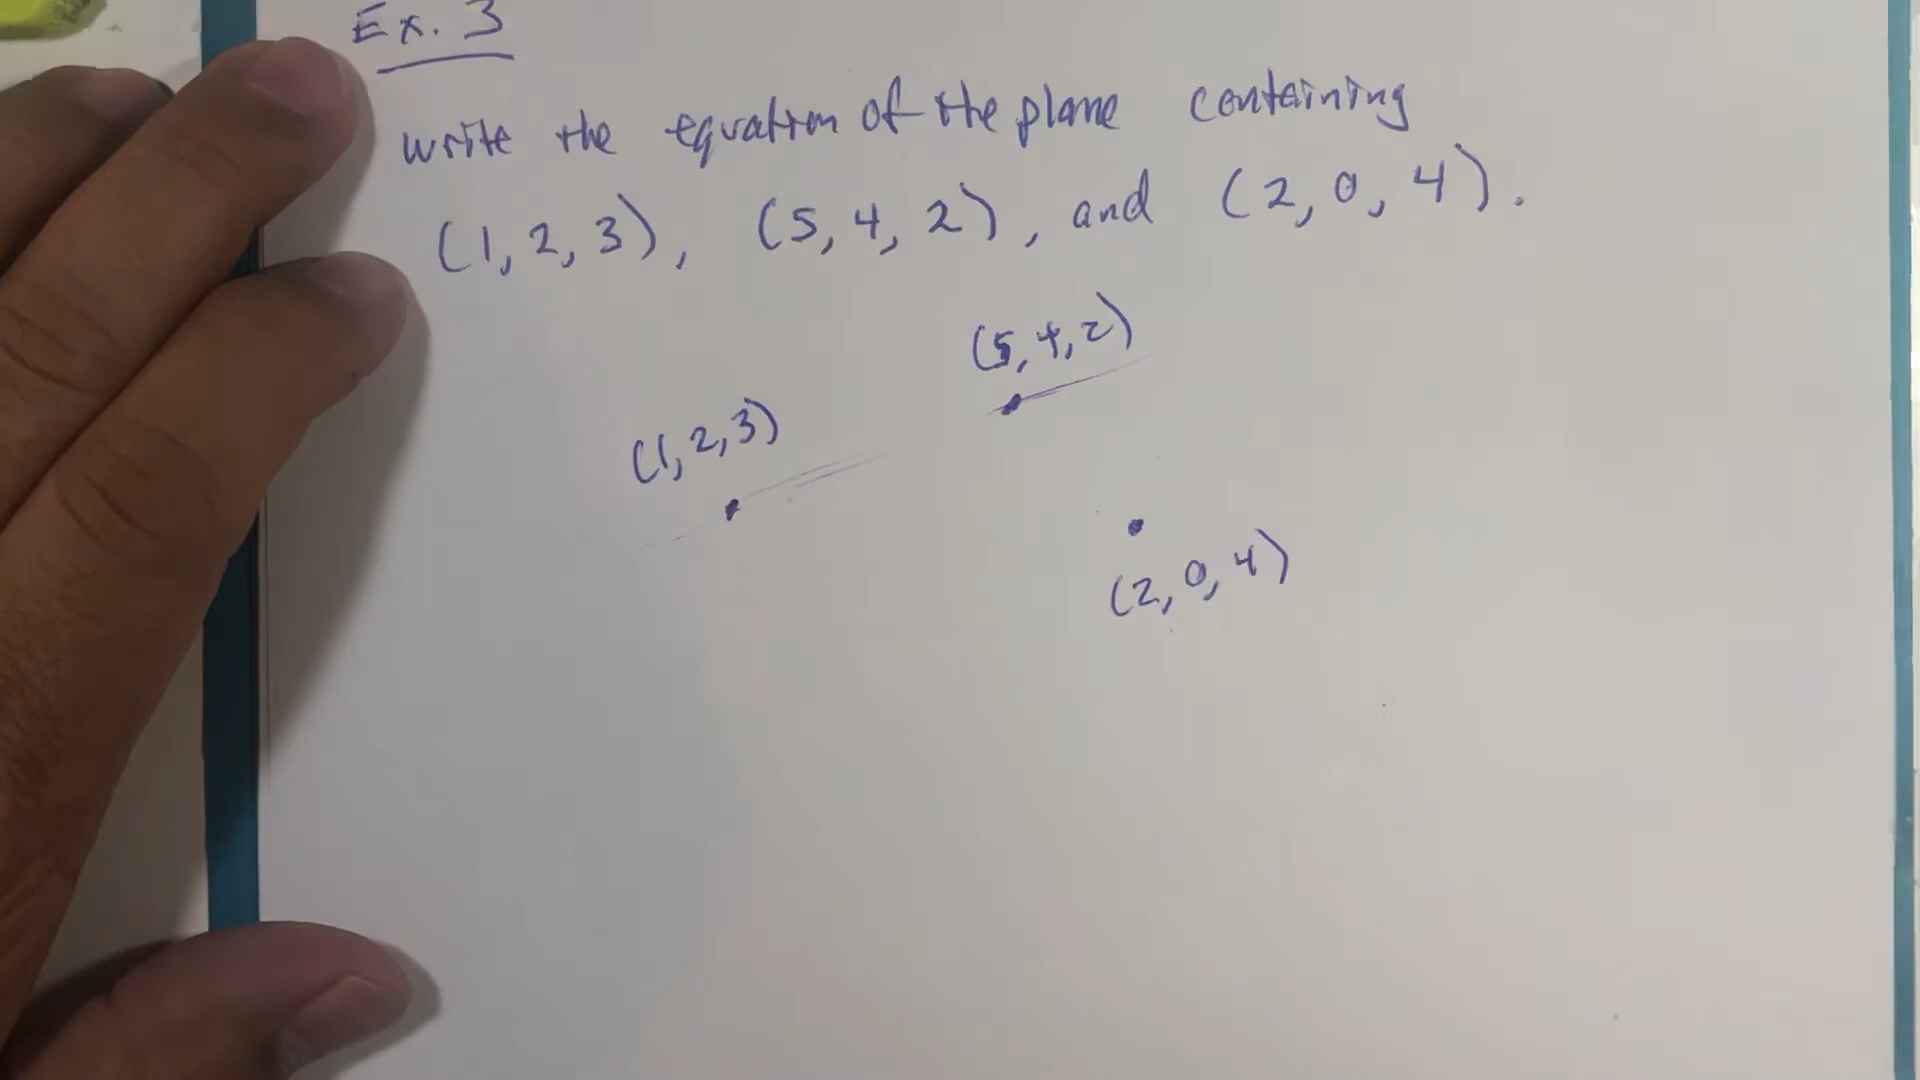 Ex. 3
write the equation of the plane containing
(1, 2, 3), (5, 4, 2), and (2, 0, 4).
(5, 4, 2)
(1, 2, 3)
(2, 0, 4)